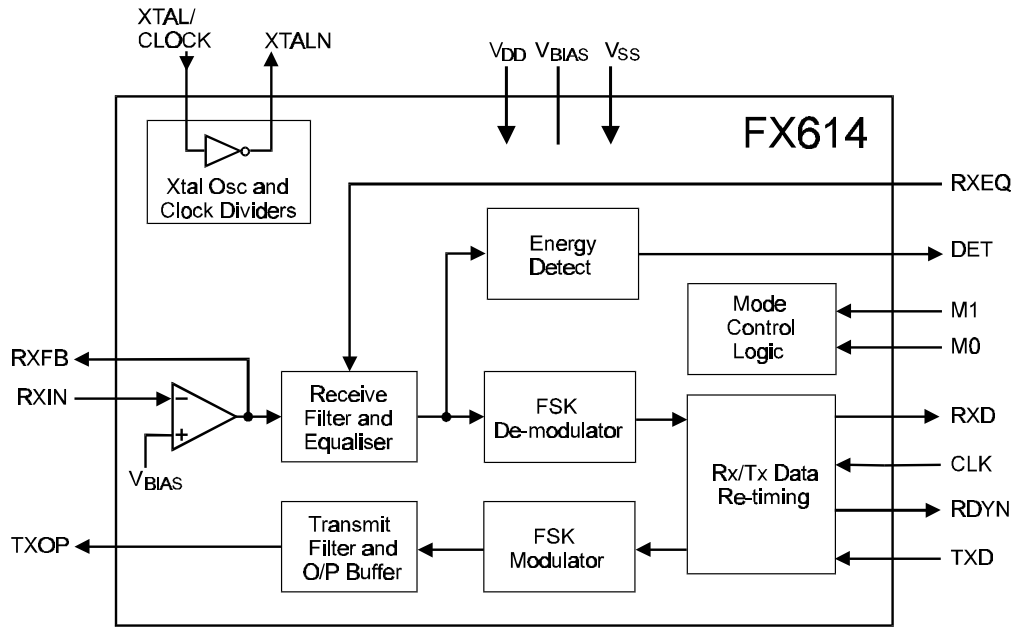 XTAL/
CLOCK
XTALN
VDD
VBIAS
VSS
FX614
Xtal Osc and
Clock Dividers
RXEQ
Energy
Detect
DET
Mode
Control
Logic
M1
M0
RXFB
RXIN
VBIAS
Receive
Filter and
Equaliser
FSK
De-modulator
Rx/Tx Data
Re-timing
RXD
CLK
RDYN
TXD
TXOP
Transmit
Filter and
O/P Buffer
FSK
Modulator